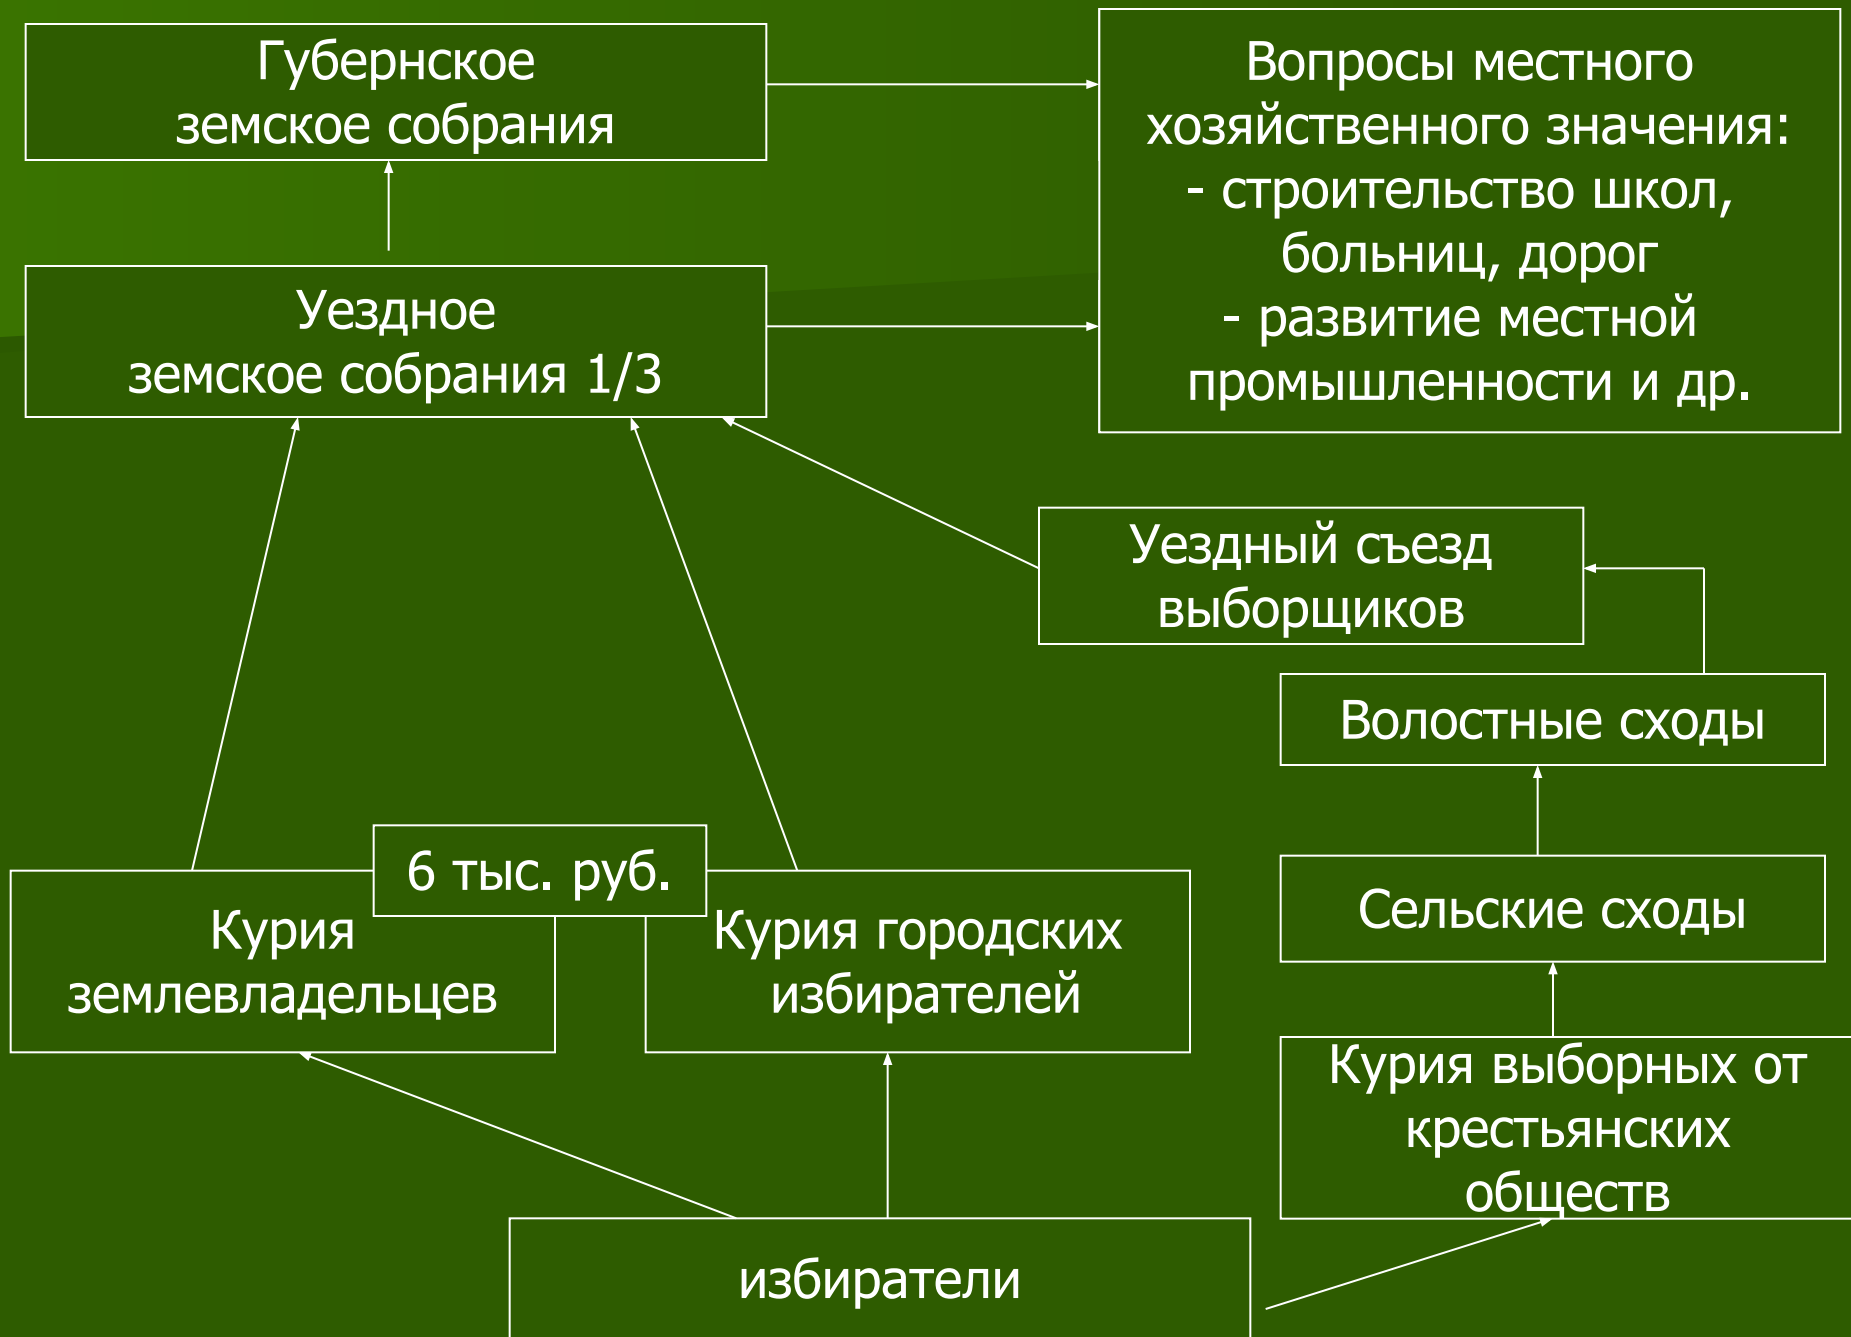 Губернское
земское собрания
Вопросы местного
хозяйственного значения:
- строительство школ,
больниц, дорог
- развитие местной
промышленности и др.
Уездное
земское собрания 1/3
Уездный съезд
выборщиков
Волостные сходы
6 тыс. руб.
Курия
землевладельцев
Курия городских
избирателей
Сельские сходы
Курия выборных от
крестьянских
обществ
избиратели